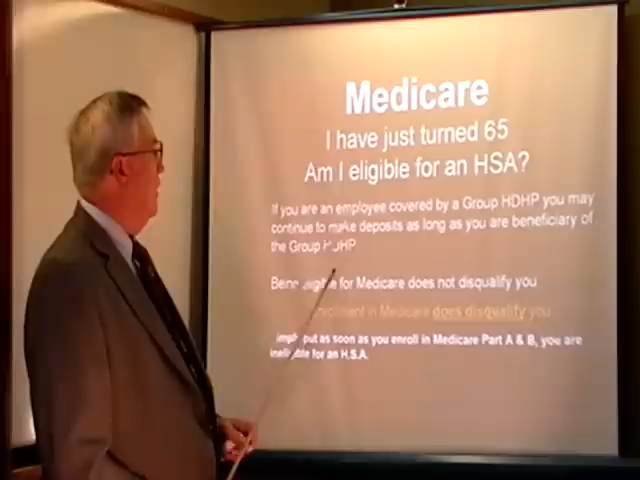 Medicare
I have just turned 65
Am I eligible for an HSA?
If you are an employee covered by a Group HDHP you may
continue to make deposits as long as you are beneficiary of
the Group HDHP
Being eligible for Medicare does not disqualify you
enrollment in Medicare does disqualify you
put as soon as you enroll in Medicare Part A & B, you are
ineligible for an H.S.A.